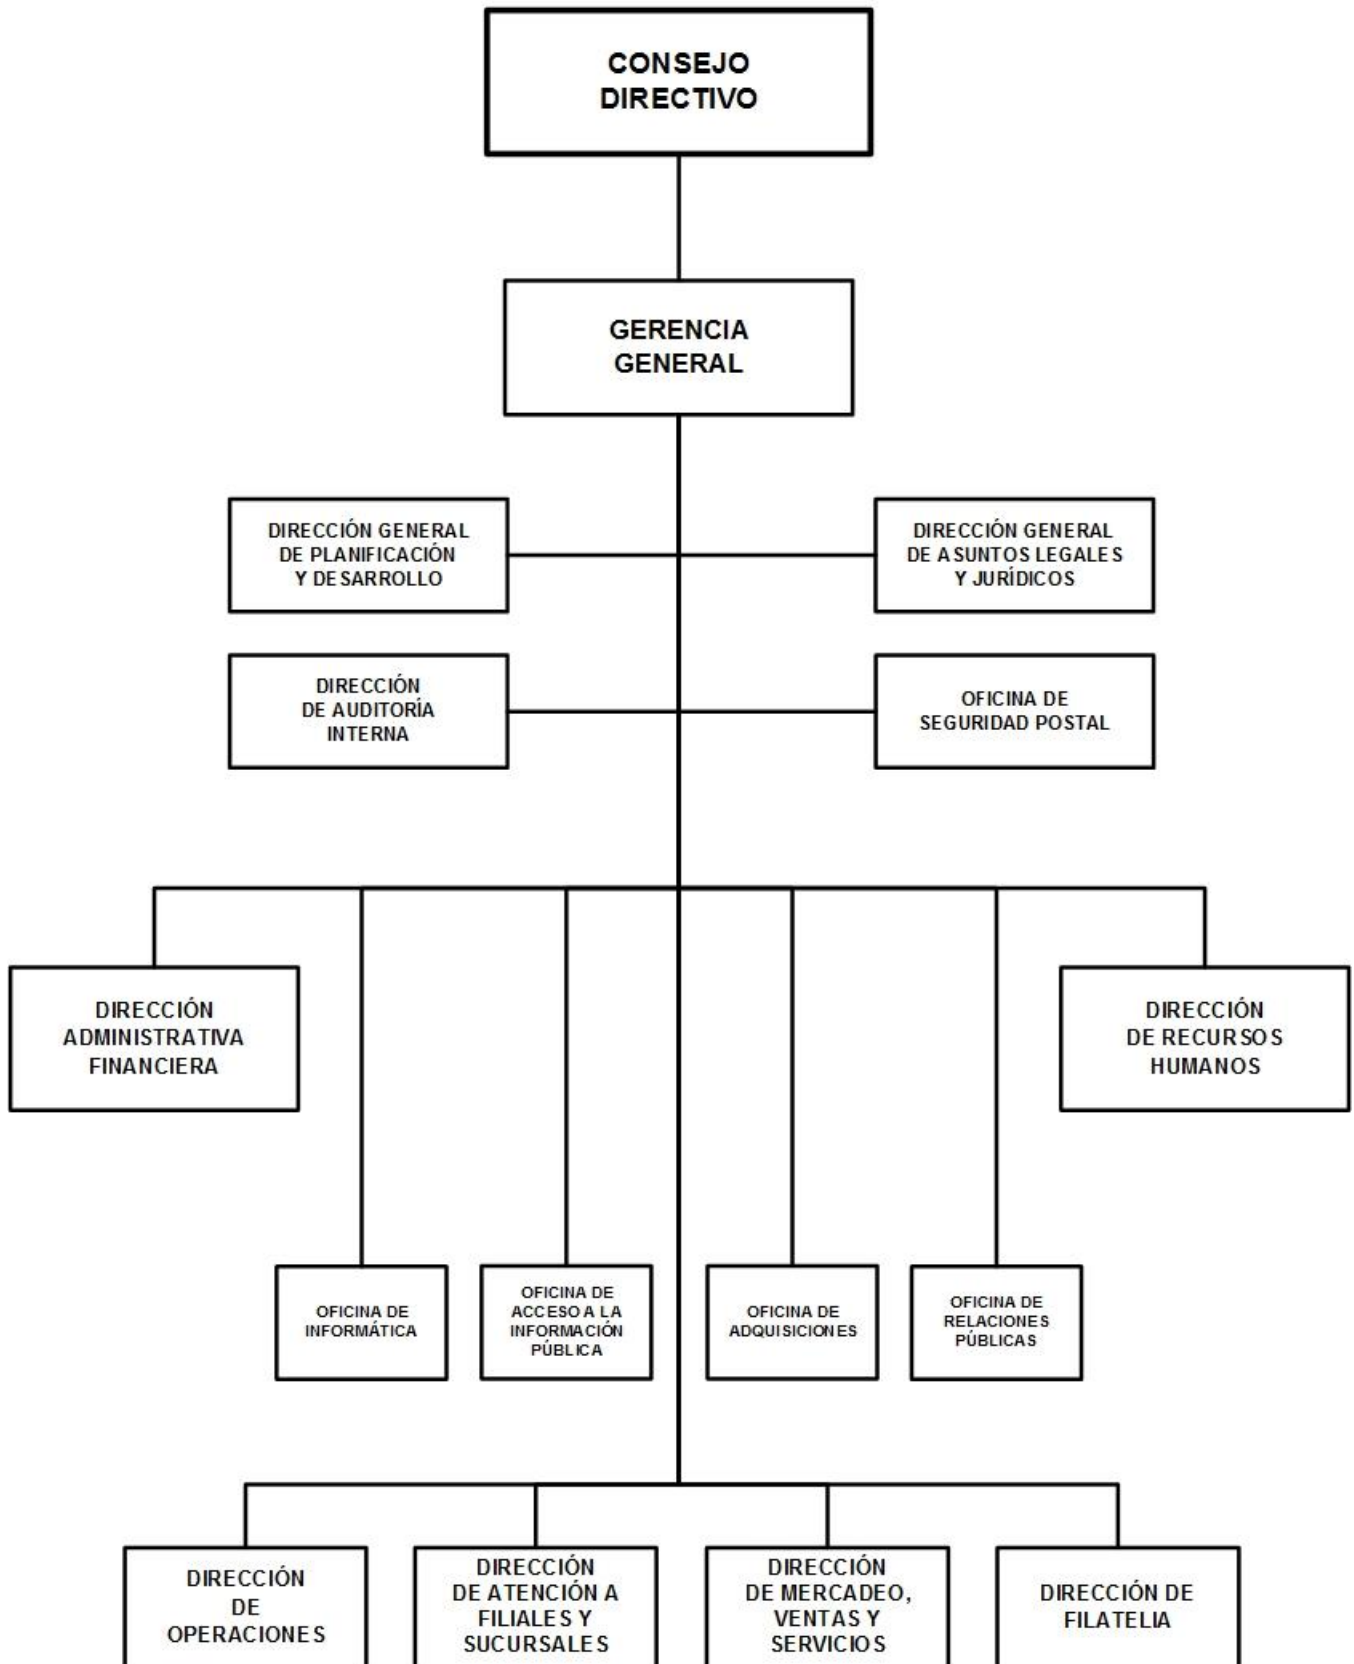 CONSEJO
DIRECTIVO
GERENCIA
GENERAL
DIRECCIÓN GENERAL
DE PLANIFICACIÓN
Y DESARROLLO
DIRECCIÓN GENERAL
DE ASUNTOS LEGALES
Y JURÍDICOS
DIRECCIÓN
DE AUDITORÍA
INTERNA
OFICINA DE
SEGURIDAD POSTAL
DIRECCIÓN
ADMINISTRATIVA
FINANCIERA
DIRECCIÓN
DE RECURSOS
HUMANOS
OFICINA DE
INFORMÁTICA
OFICINA DE
ACCESO A LA
INFORMACIÓN
PÚBLICA
OFICINA DE
ADQUISICIONES
OFICINA DE
RELACIONES
PÚBLICAS
DIRECCIÓN
DE
OPERACIONES
DIRECCIÓN
DE ATENCIÓN A
FILIALES Y
SUCURSALES
DIRECCIÓN
DE MERCADEO,
VENTAS Y
SERVICIOS
DIRECCIÓN DE
FILATELIA